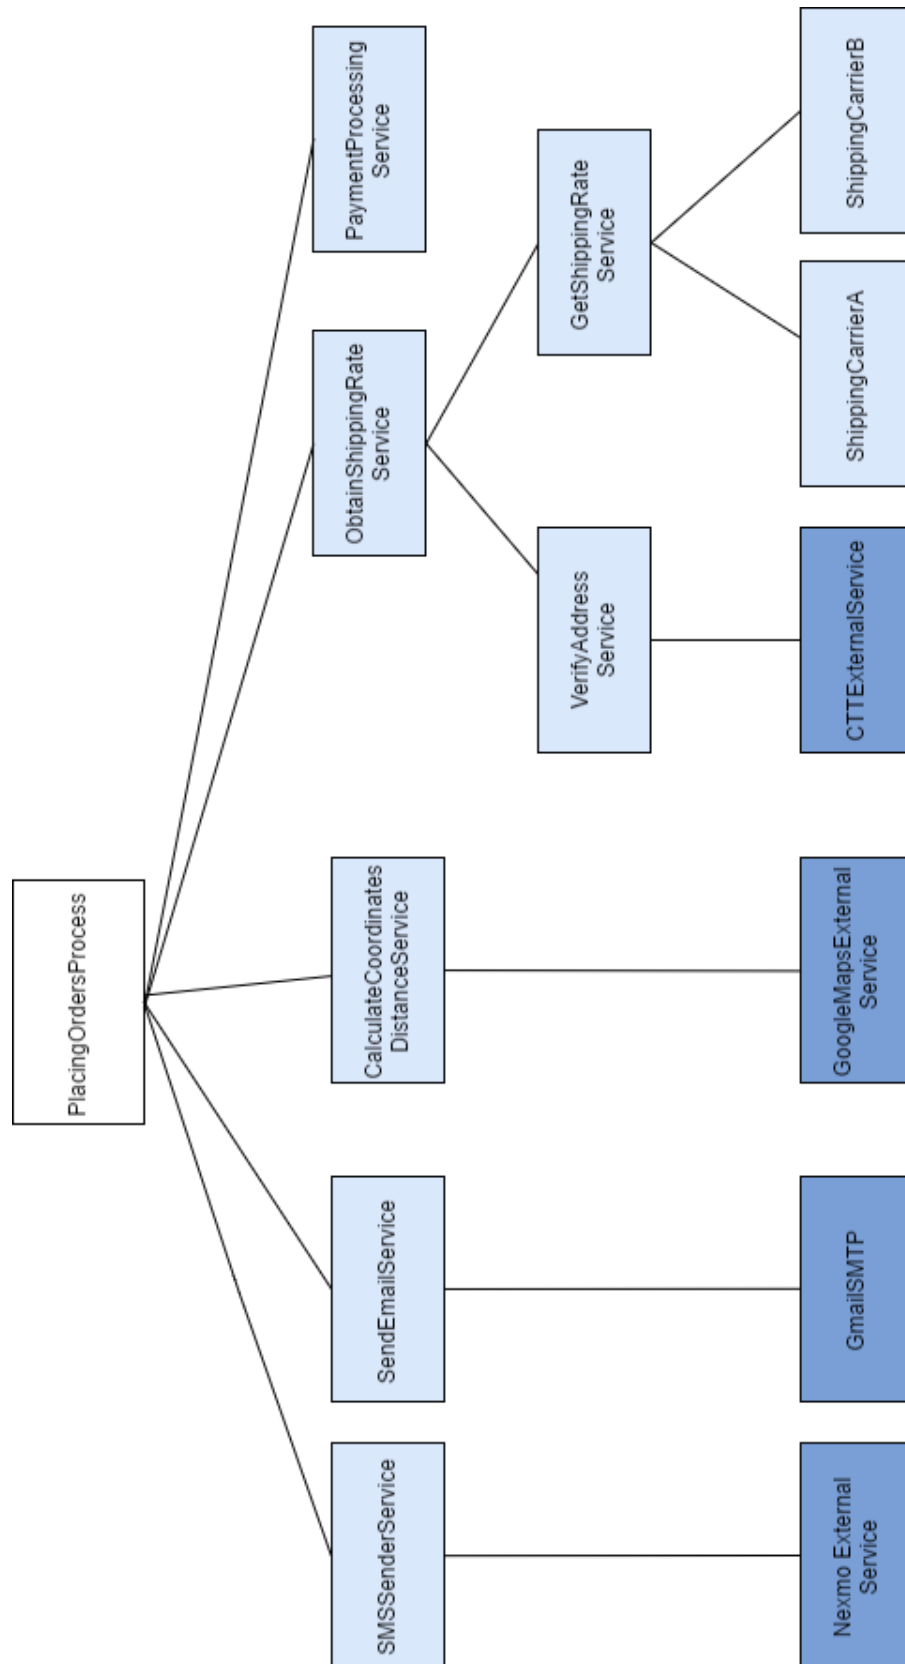 PlacingOrdersProcess
SMSSenderService
SendEmailService
CalculateCoordinates
DistanceService
ObtainShippingRate
Service
PaymentProcessing
Service
VerifyAddress
Service
GetShippingRate
Service
Nexmo External
Service
GmailSMTP
GoogleMapsExternal
Service
CTTExternalService
ShippingCarrierA
ShippingCarrierB